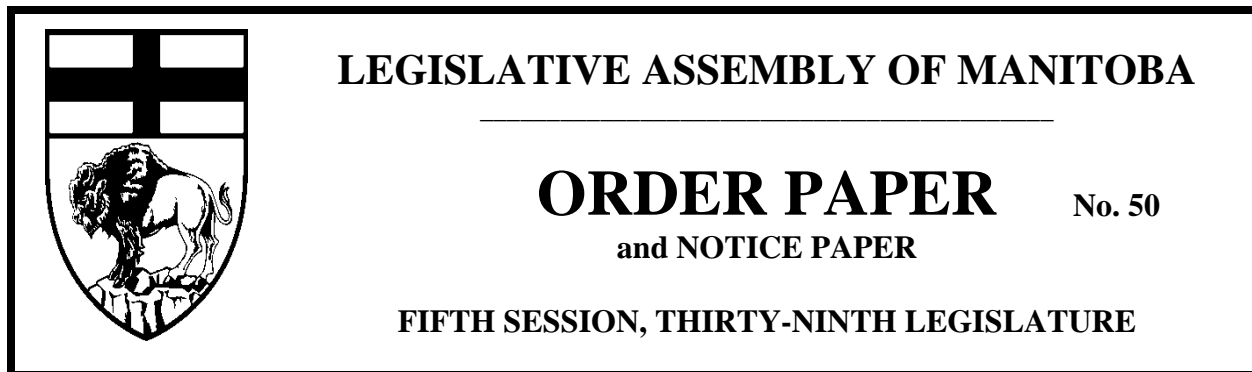 LEGISLATIVE ASSEMBLY OF MANITOBA
ORDER PAPER No. 50
and NOTICE PAPER
FIFTH SESSION, THIRTY-NINTH LEGISLATURE